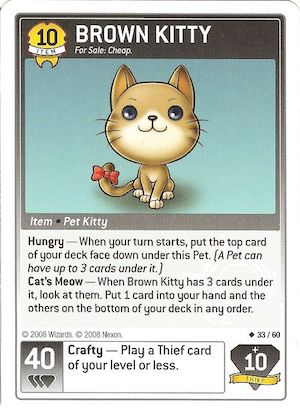 10
ITEM
BROWN KITTY
For Sale: Cheap.
Item • Pet Kitty
Hungry — When your turn starts, put the top card
of your deck face down under this Pet. (A Pet can
have up to 3 cards under it.)
Cat's Meow — When Brown Kitty has 3 cards under
it, look at them. Put 1 card into your hand and the
others on the bottom of your deck in any order.
© 2008 Wizards. © 2008 Nexon.
◆ 33 / 60
40
Crafty — Play a Thief card
of your level or less.
+
10
THIEF